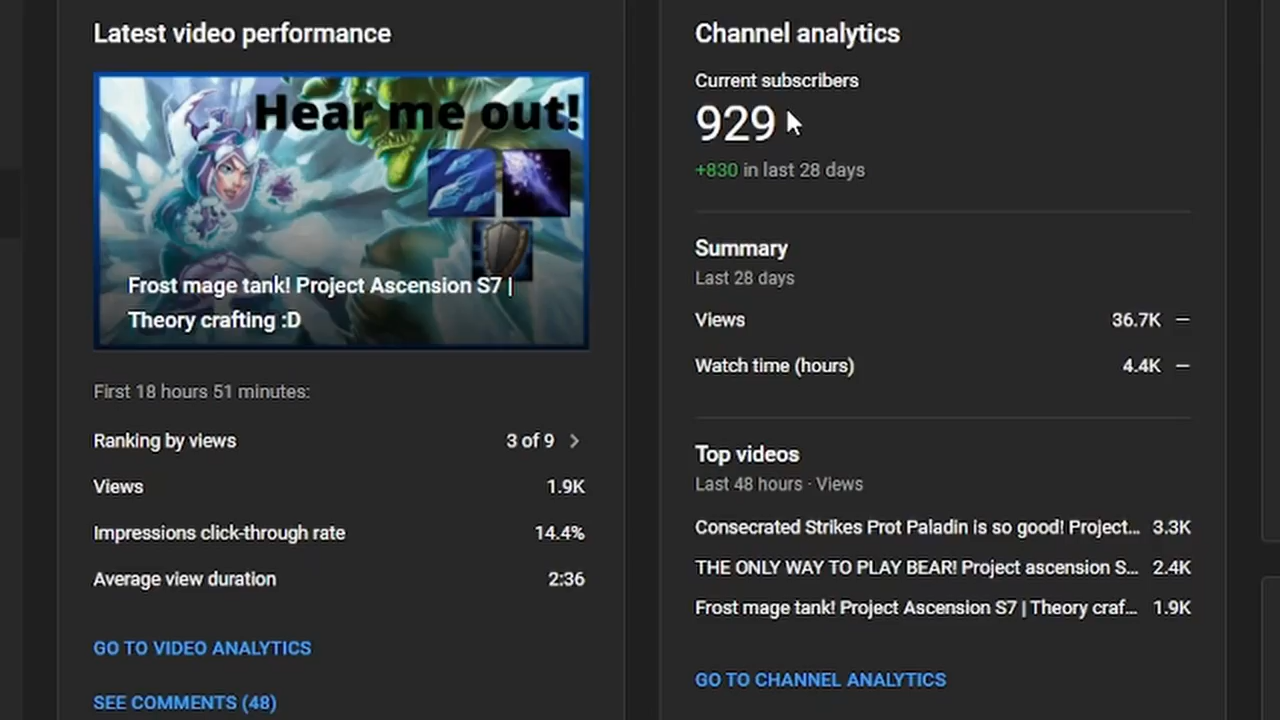 Latest video performance
Hear me out!
Frost mage tank! Project Ascension S7 |
Theory crafting :D
First 18 hours 51 minutes:
Ranking by views 3 of 9
Views 1.9K
Impressions click-through rate 14.4%
Average view duration 2:36
GO TO VIDEO ANALYTICS
SEE COMMENTS (48)
Channel analytics
Current subscribers
929
+830 in last 28 days
Summary
Last 28 days
Views 36.7K —
Watch time (hours) 4.4K —
Top videos
Last 48 hours · Views
Consecrated Strikes Prot Paladin is so good! Project... 3.3K
THE ONLY WAY TO PLAY BEAR! Project ascension S... 2.4K
Frost mage tank! Project Ascension S7 | Theory craf... 1.9K
GO TO CHANNEL ANALYTICS